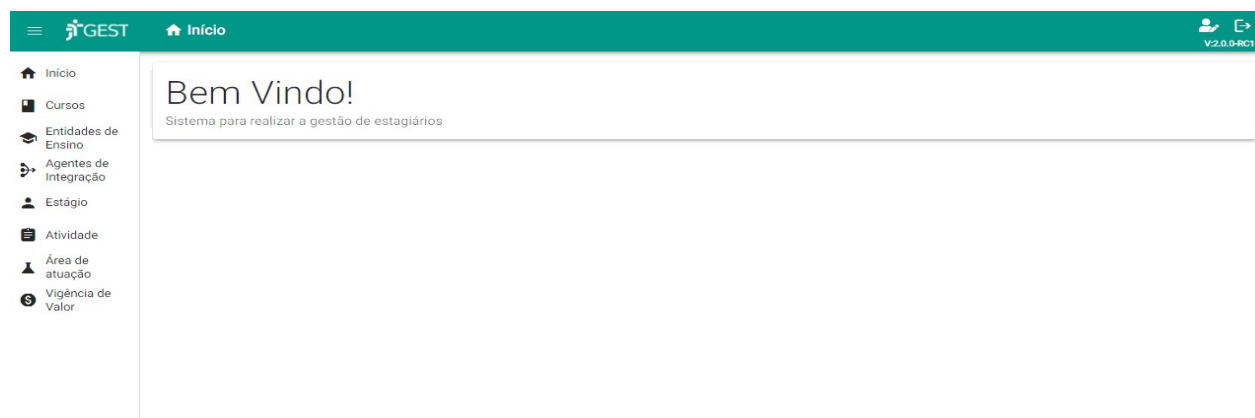 GEST
Início
V:2.0.0-RC1
Início
Cursos
Entidades de
Ensino
Agentes de
Integração
Estágio
Atividade
Área de
atuação
Vigência de
Valor
Bem Vindo!
Sistema para realizar a gestão de estagiários